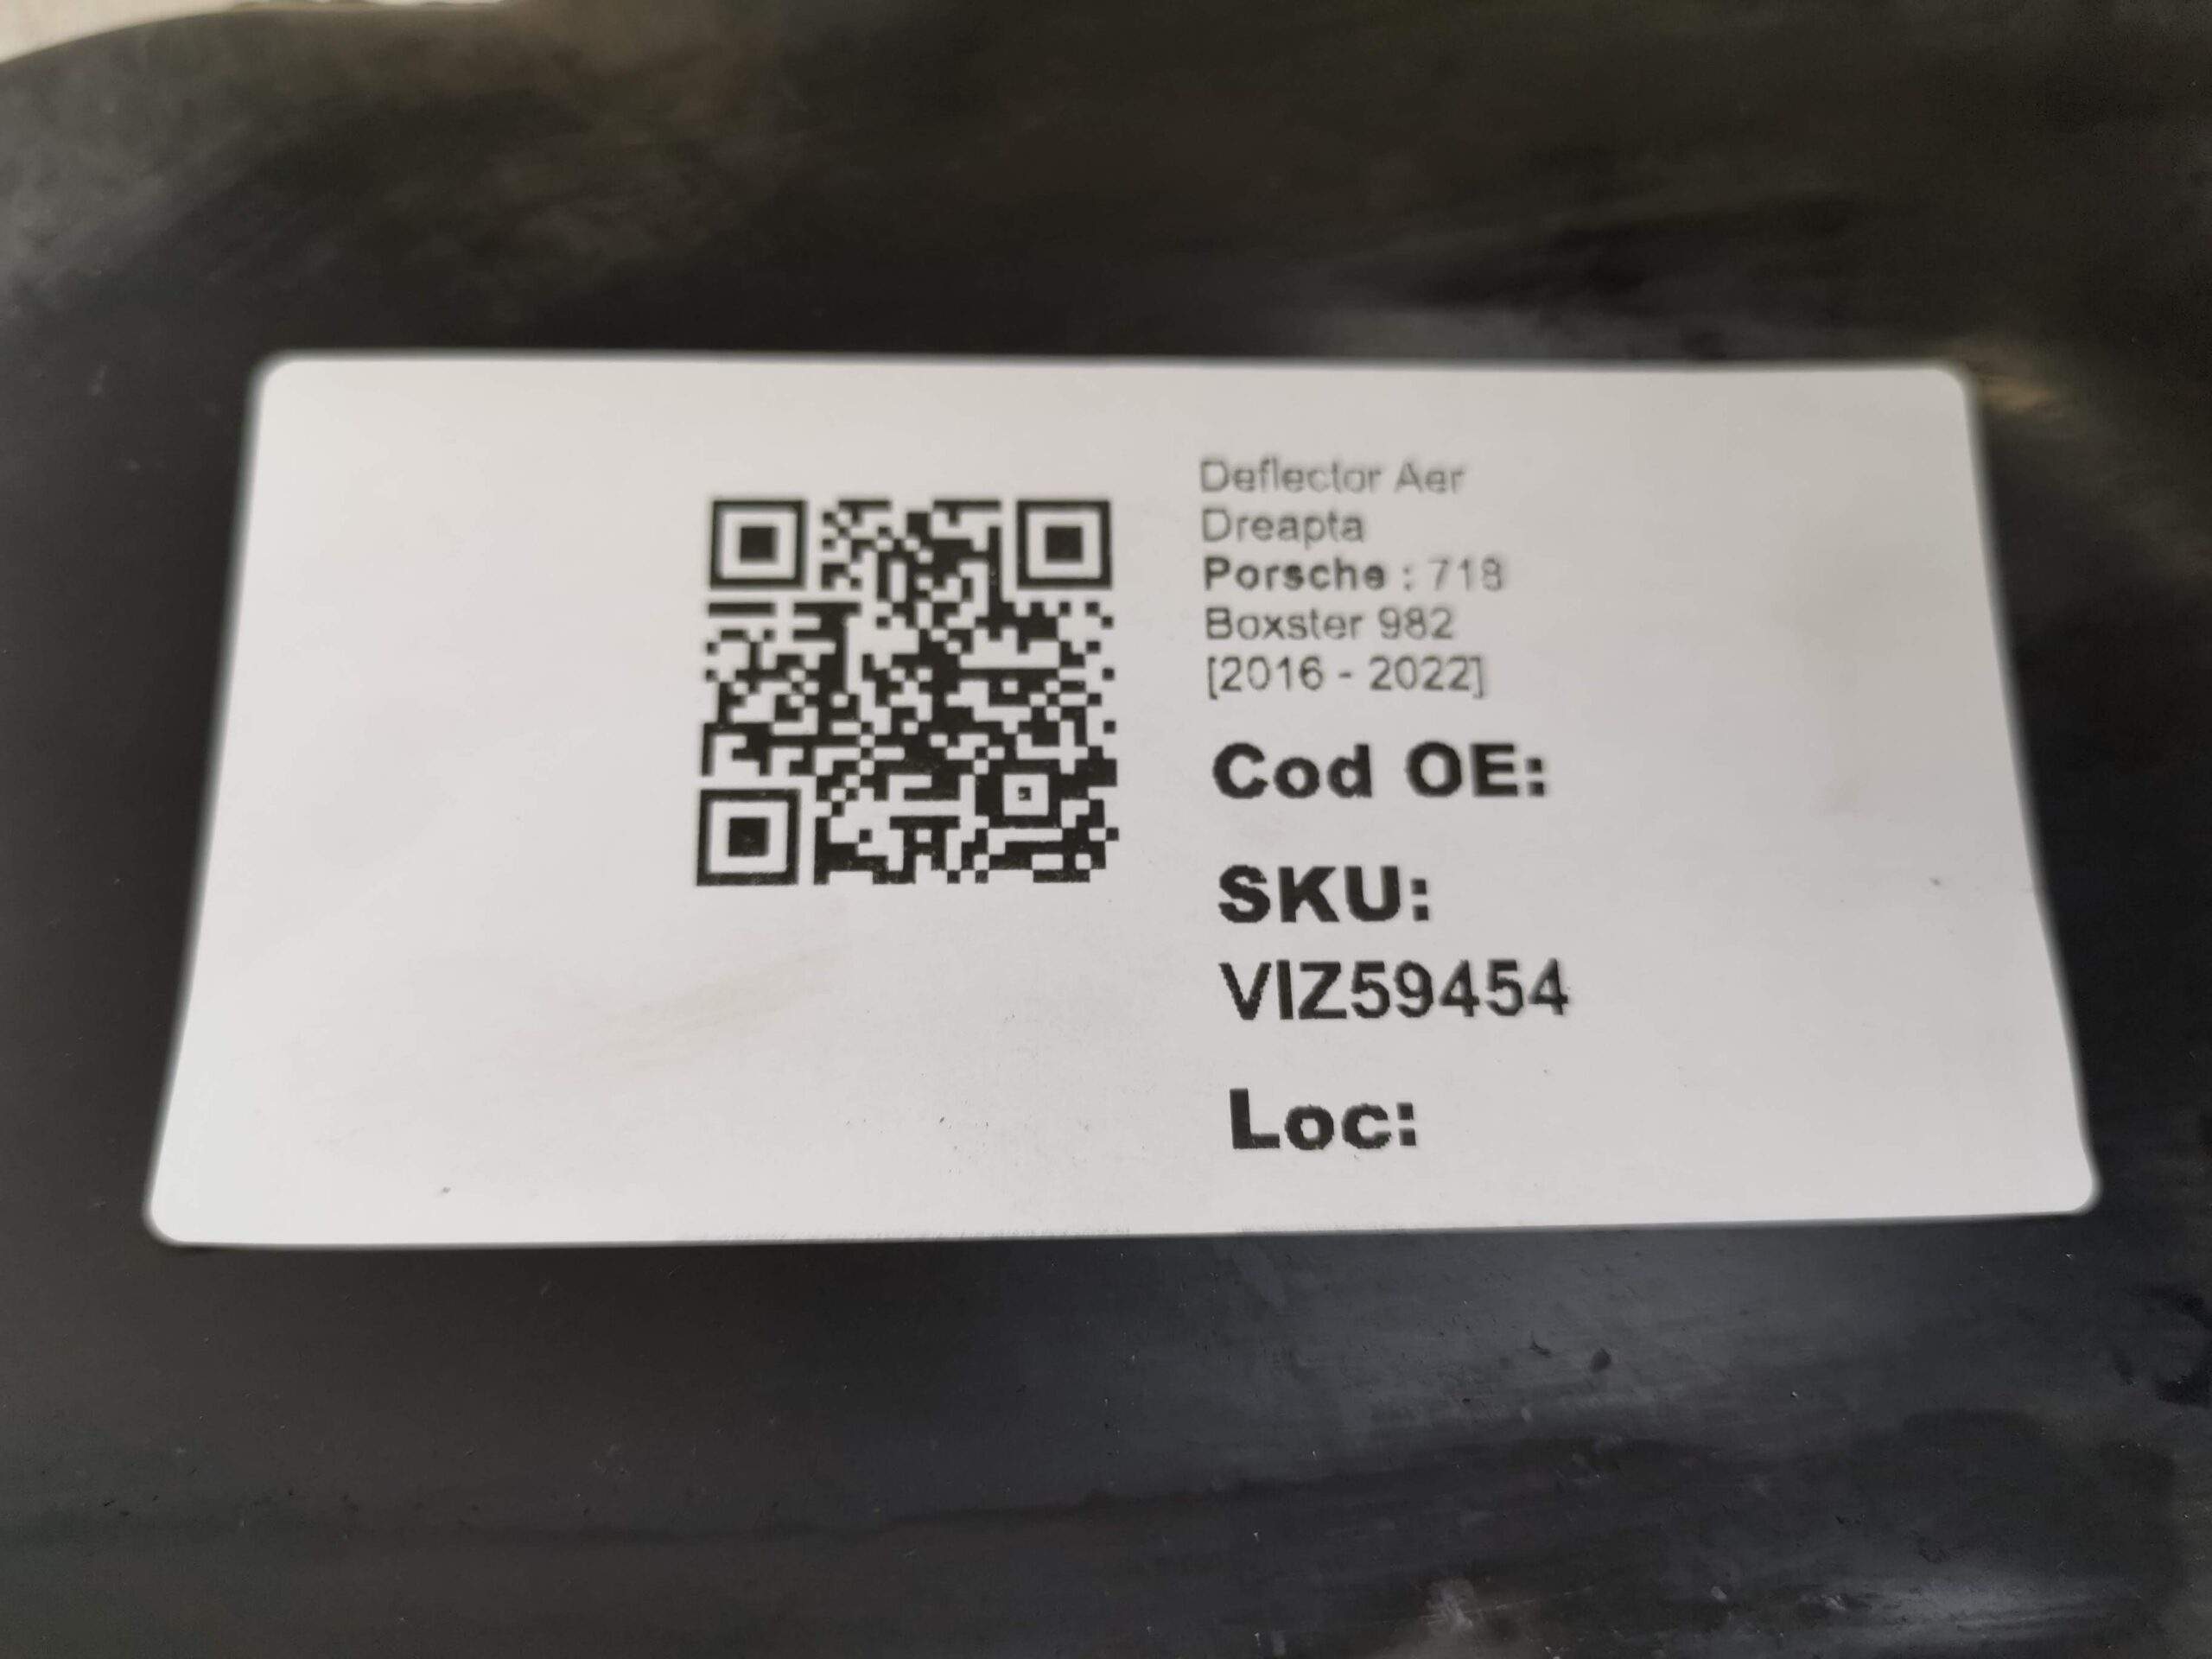 Deflector Aer
Dreapta
Porsche : 718
Boxster 982
[2016 - 2022]
Cod OE:
SKU:
VIZ59454
Loc: